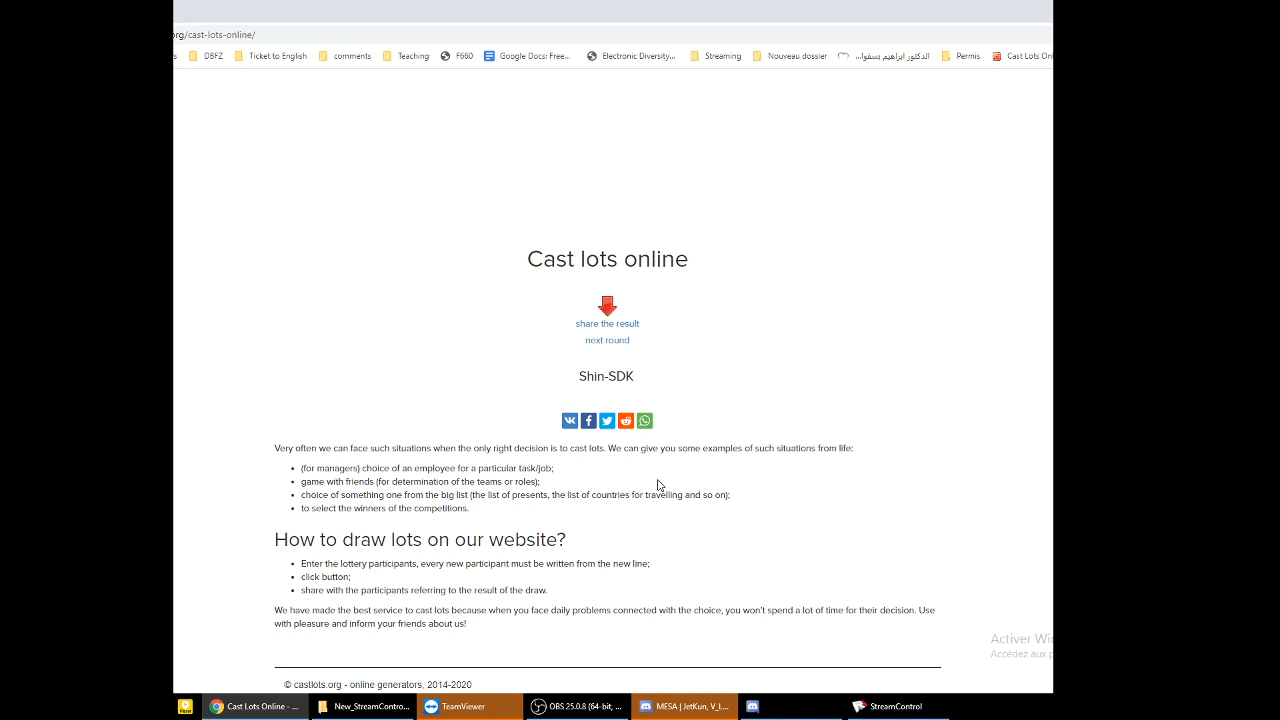 org/cast-lots-online/
s DBFZ Ticket to English comments Teaching F660 Google Docs: Free... Electronic Diversity... Streaming Nouveau dossier الدكتور ابراهيم بسقوا... Permis Cast Lots Onl
Cast lots online
share the result
next round
Shin-SDK
Very often we can face such situations when the only right decision is to cast lots. We can give you some examples of such situations from life:
• (for managers) choice of an employee for a particular task/job;
• game with friends (for determination of the teams or roles);
• choice of something one from the big list (the list of presents, the list of countries for travelling and so on);
• to select the winners of the competitions.
How to draw lots on our website?
• Enter the lottery participants, every new participant must be written from the new line;
• click button;
• share with the participants referring to the result of the draw.
We have made the best service to cast lots because when you face daily problems connected with the choice, you won't spend a lot of time for their decision. Use
with pleasure and inform your friends about us!
Activer Wi
Accédez aux p
© castlots.org - online generators, 2014-2020
Cast Lots Online - ... New_StreamContro... TeamViewer OBS 25.0.8 (64-bit, ... MESA | JetKun, V_L... StreamControl